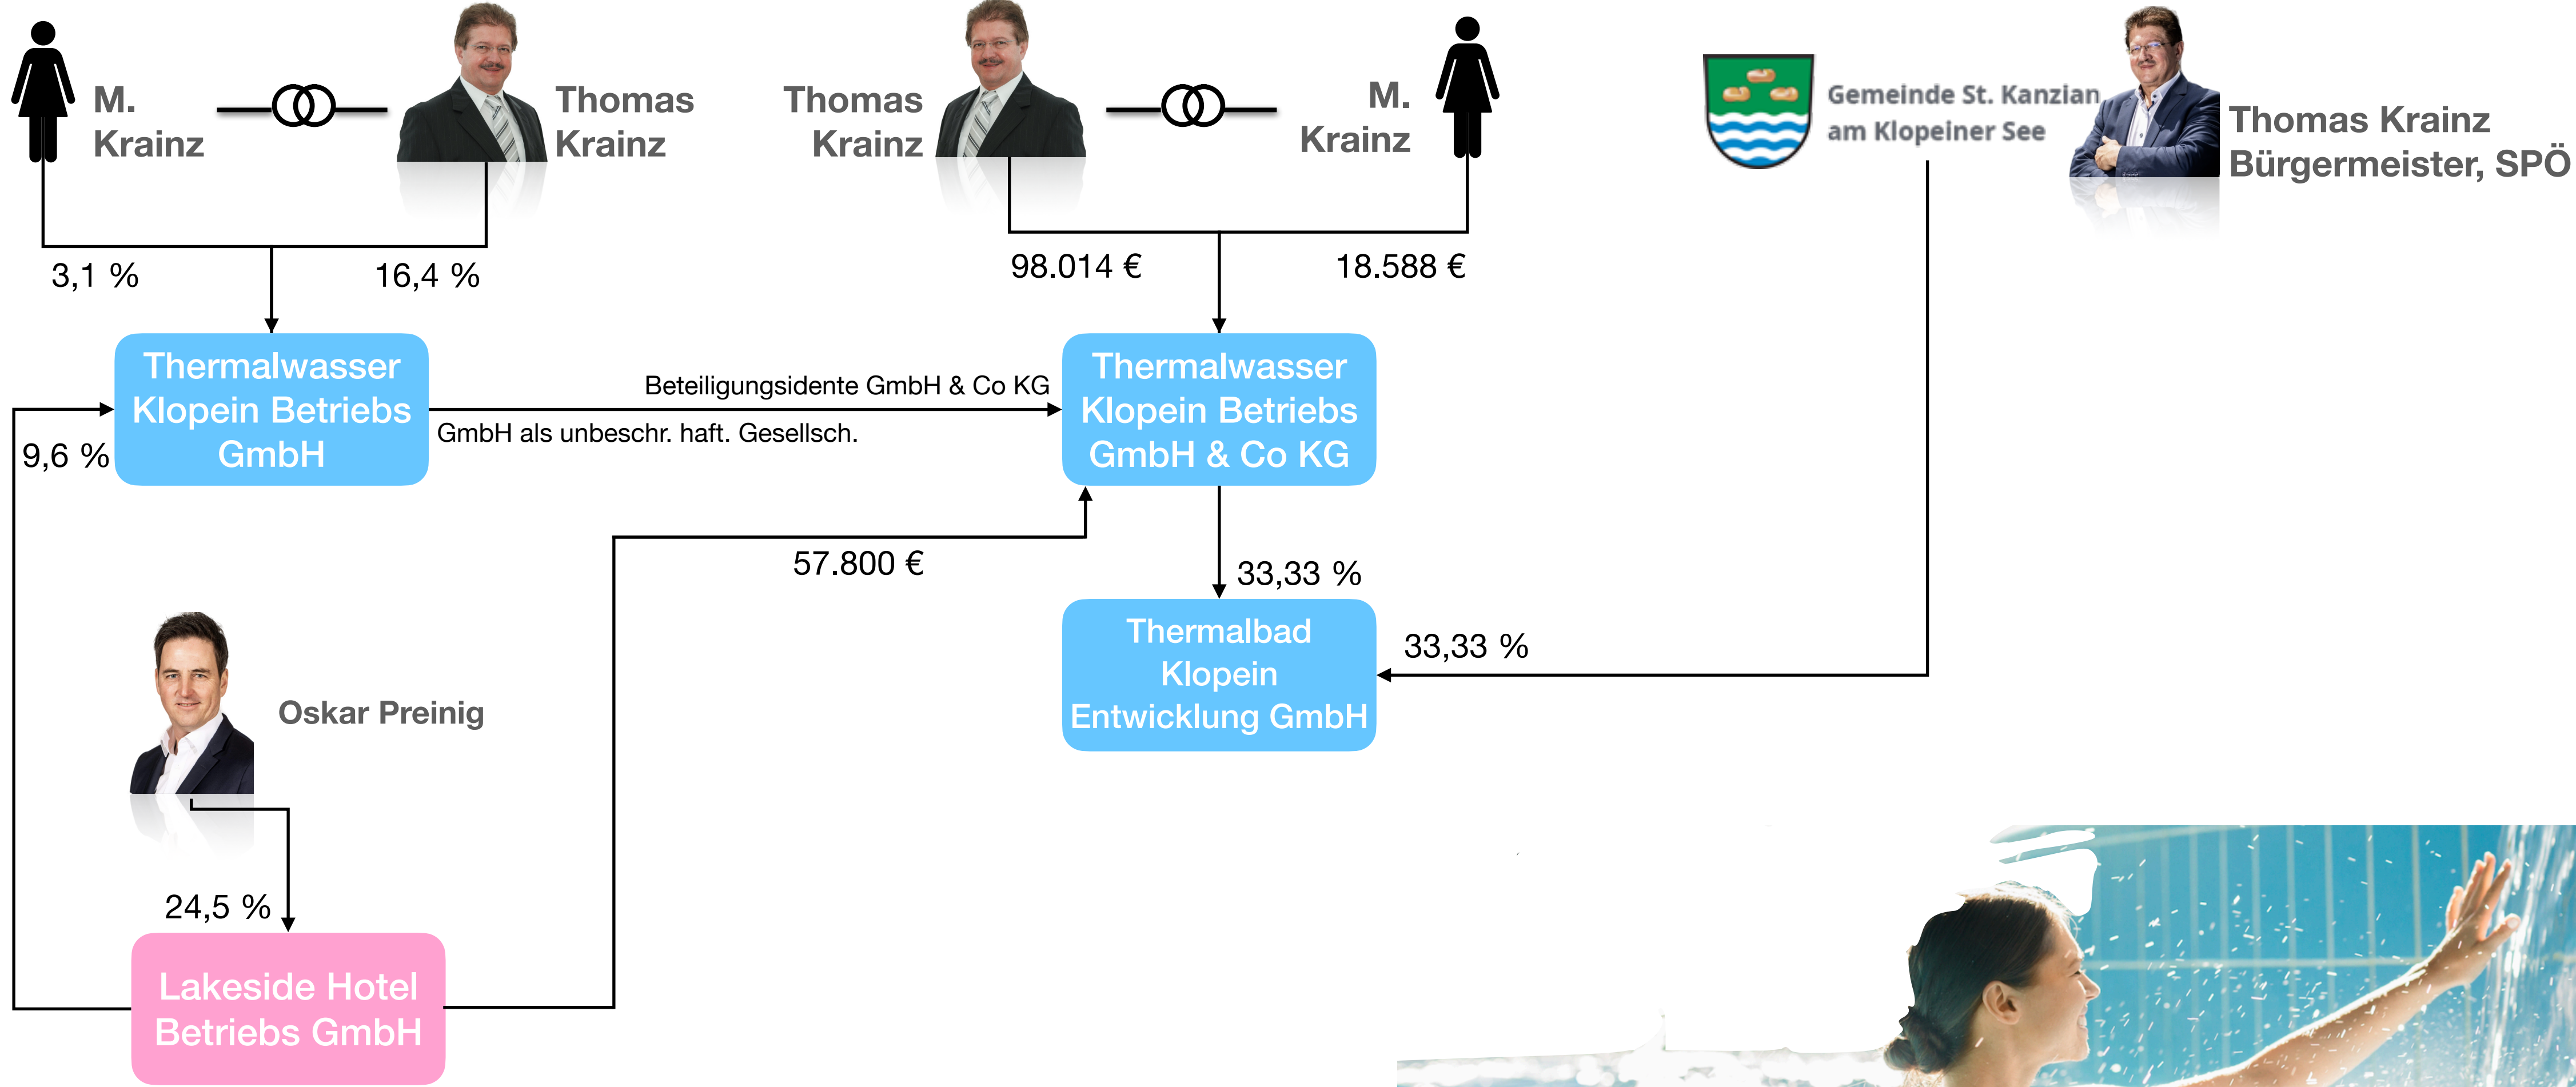 M.
Krainz
Thomas
Krainz
Thomas
Krainz
M.
Krainz
Gemeinde St. Kanzian
am Klopeiner See
Thomas Krainz
Bürgermeister, SPÖ
3,1 %
16,4 %
98.014 €
18.588 €
Thermalwasser
Klopein Betriebs
GmbH
Beteiligungsidente GmbH & Co KG
GmbH als unbeschr. haft. Gesellsch.
Thermalwasser
Klopein Betriebs
GmbH & Co KG
9,6 %
57.800 €
33,33 %
Thermalbad
Klopein
Entwicklung GmbH
33,33 %
Oskar Preinig
24,5 %
Lakeside Hotel
Betriebs GmbH